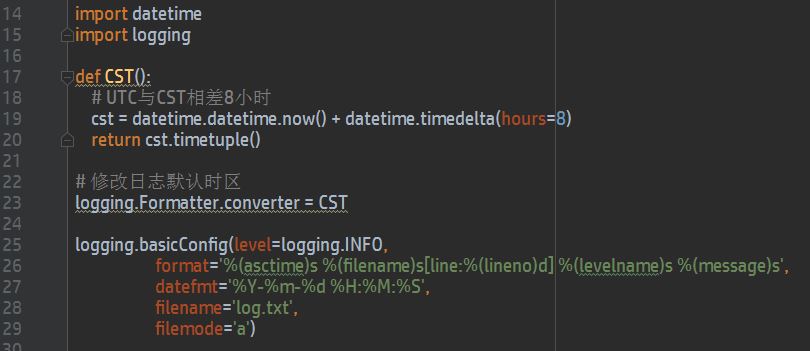 14 import datetime
15 import logging
16
17 def CST():
18 # UTC与CST相差8小时
19 cst = datetime.datetime.now() + datetime.timedelta(hours=8)
20 return cst.timetuple()
21
22 # 修改日志默认时区
23 logging.Formatter.converter = CST
24
25 logging.basicConfig(level=logging.INFO,
26 format='%(asctime)s %(filename)s[line:%(lineno)d] %(levelname)s %(message)s',
27 datefmt='%Y-%m-%d %H:%M:%S',
28 filename='log.txt',
29 filemode='a')
30